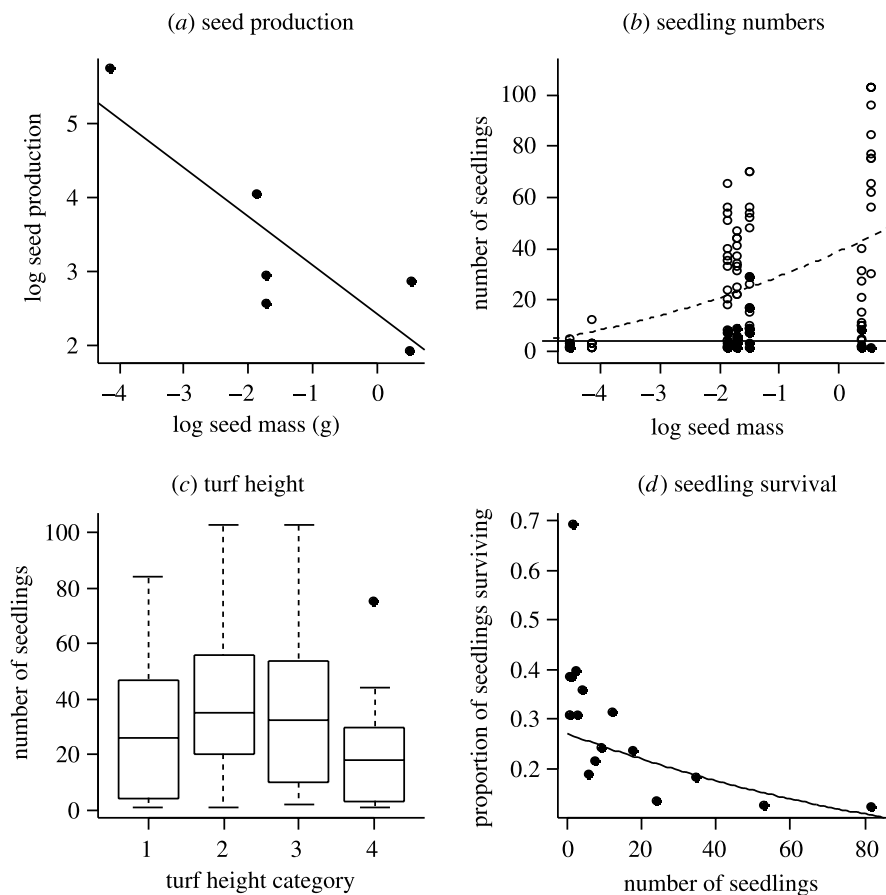 (a) seed production
5
4
3
2
log seed production
−4 −3 −2 −1 0
log seed mass (g)
(b) seedling numbers
100
80
60
40
20
0
number of seedlings
−4 −3 −2 −1 0
log seed mass
(c) turf height
100
80
60
40
20
0
number of seedlings
1 2 3 4
turf height category
(d) seedling survival
0.7
0.6
0.5
0.4
0.3
0.2
proportion of seedlings surviving
0 20 40 60 80
number of seedlings